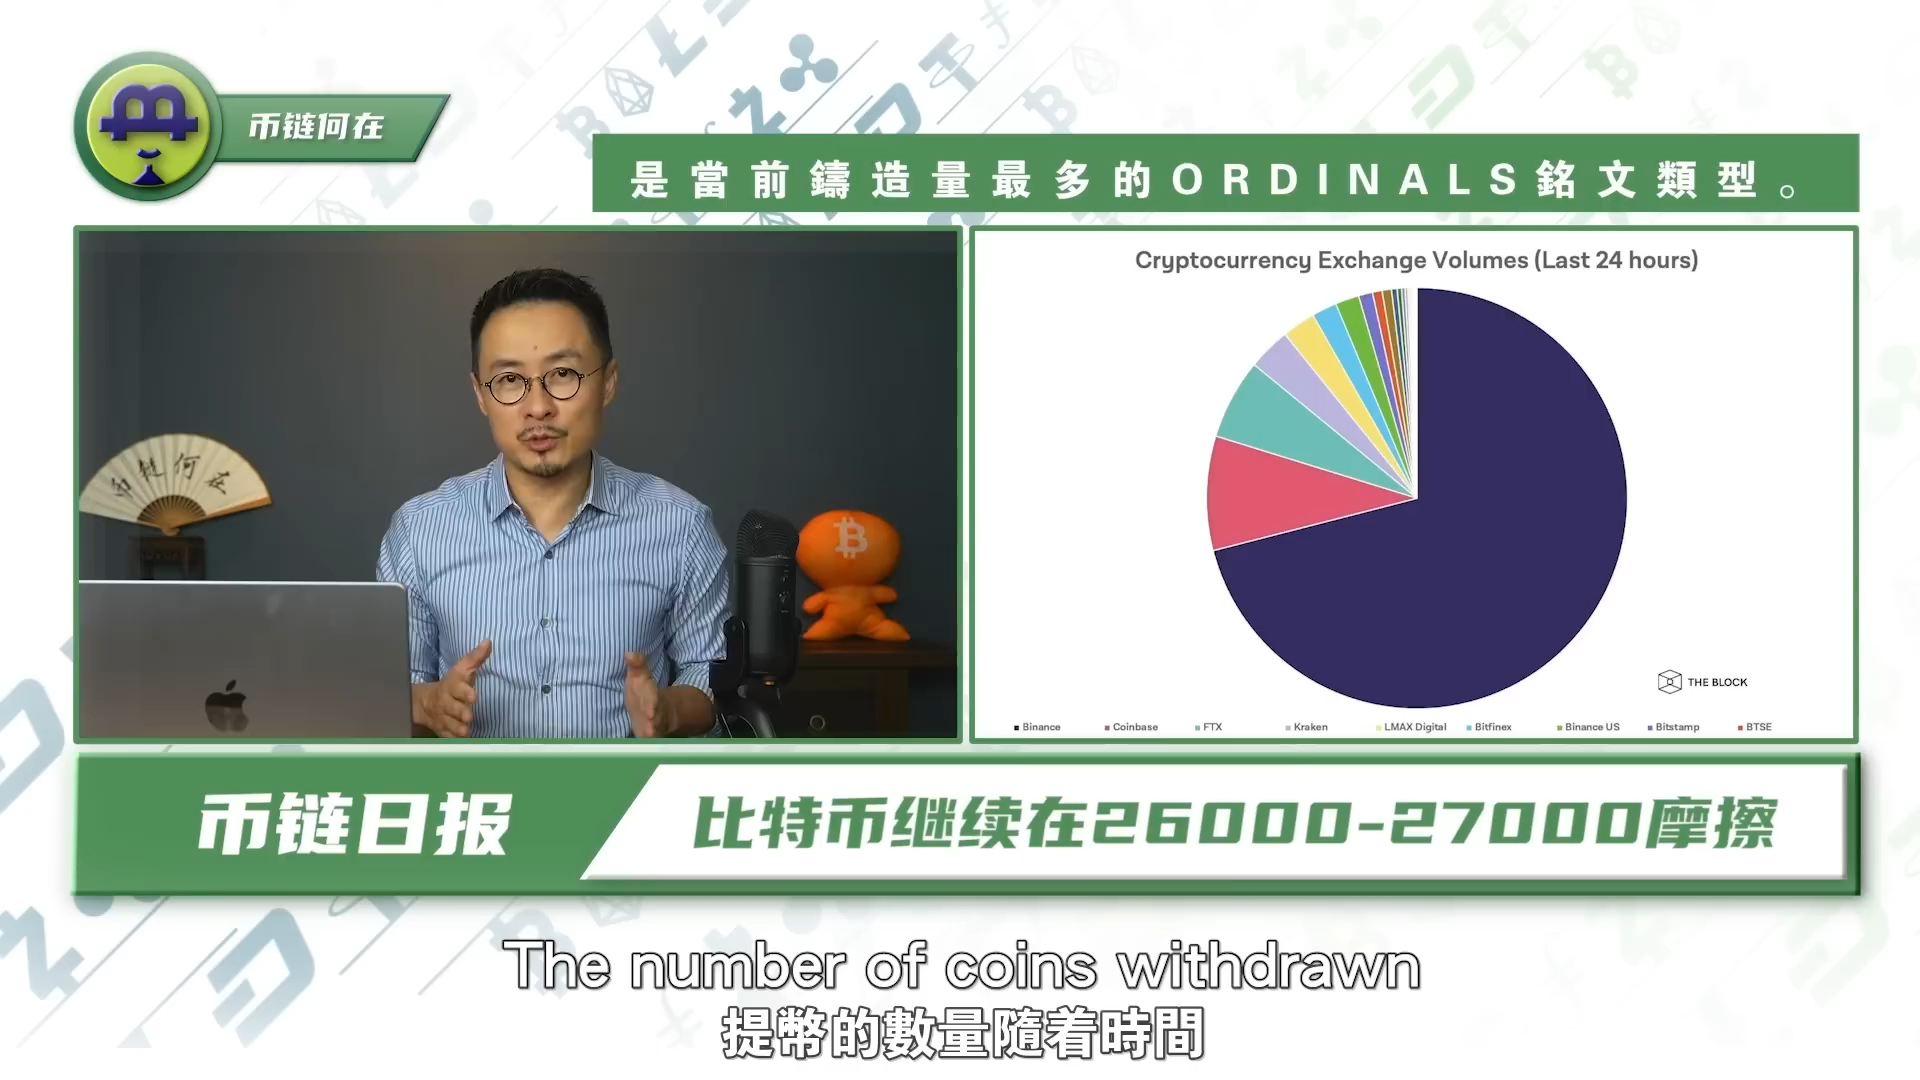 币链何在
是當前鑄造量最多的ORDINALS銘文類型。
币链何在
Cryptocurrency Exchange Volumes (Last 24 hours)
THE BLOCK
Binance Coinbase FTX Kraken LMAX Digital Bitfinex Binance US Bitstamp BTSE
币链日报
比特币继续在26000-27000摩擦
The number of coins withdrawn
提幣的數量隨着時間